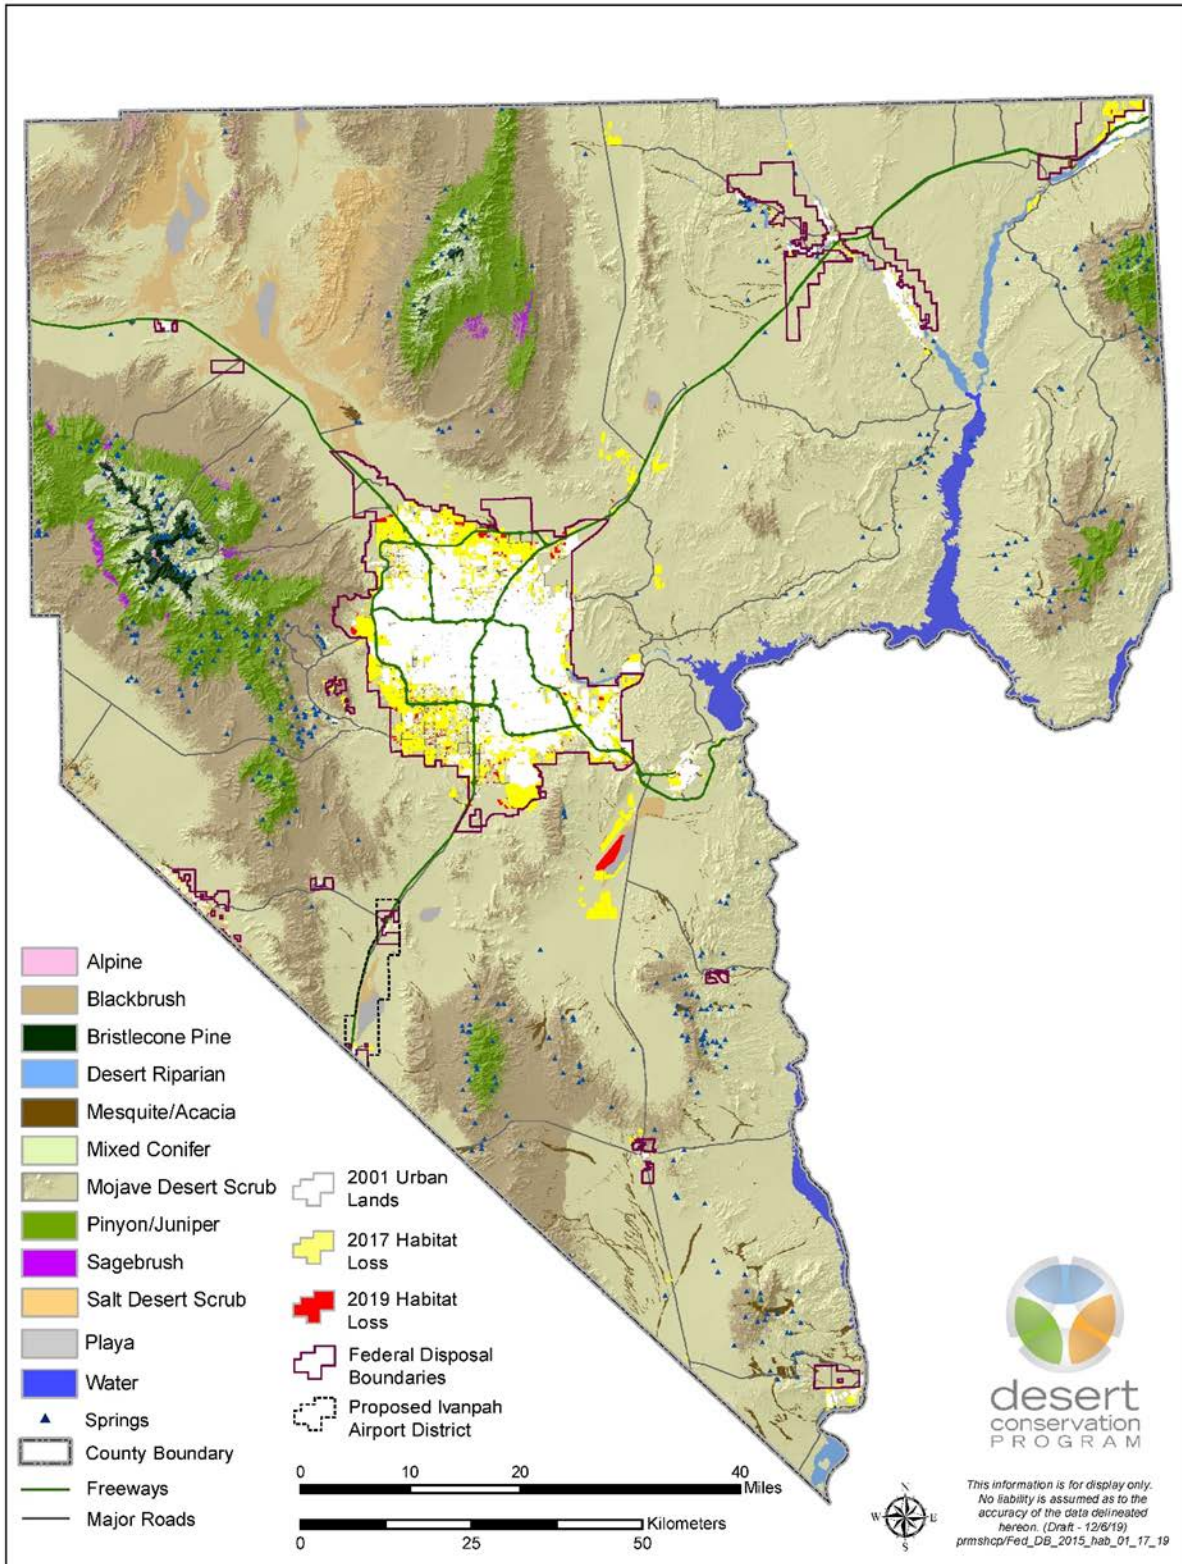 Alpine
Blackbrush
Bristlecone Pine
Desert Riparian
Mesquite/Acacia
Mixed Conifer
Mojave Desert Scrub
Pinyon/Juniper
Sagebrush
Salt Desert Scrub
Playa
Water
Springs
County Boundary
Freeways
Major Roads
2001 Urban
Lands
2017 Habitat
Loss
2019 Habitat
Loss
Federal Disposal
Boundaries
Proposed Ivanpah
Airport District
0 10 20 40
Miles
Kilometers
0 25 50
N
W E
S
desert
conservation
PROGRAM
This information is for display only.
No liability is assumed as to the
accuracy of the data delineated
hereon. (Draft - 12/6/19)
prmshcp/Fed_DB_2015_hab_01_17_19